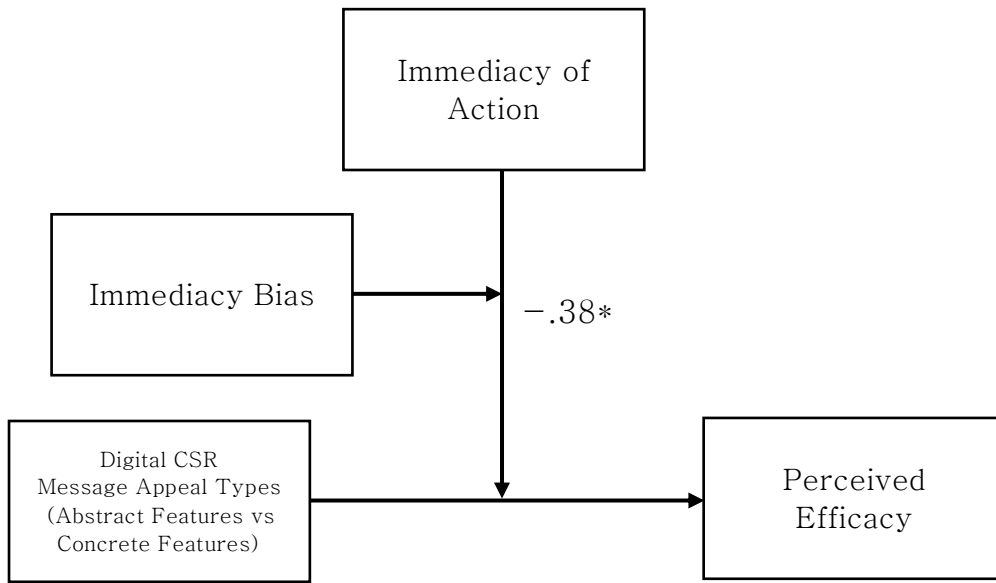 Immediacy of
Action
Immediacy Bias
−.38*
Digital CSR
Message Appeal Types
(Abstract Features vs
Concrete Features)
Perceived
Efficacy